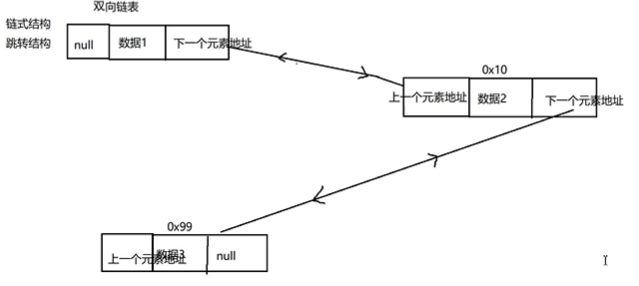 双向链表
链式结构
跳转结构
null 数据1 下一个元素地址
0x10
上一个元素地址 数据2 下一个元素地址
0x99
上一个元素地址 数据3 null